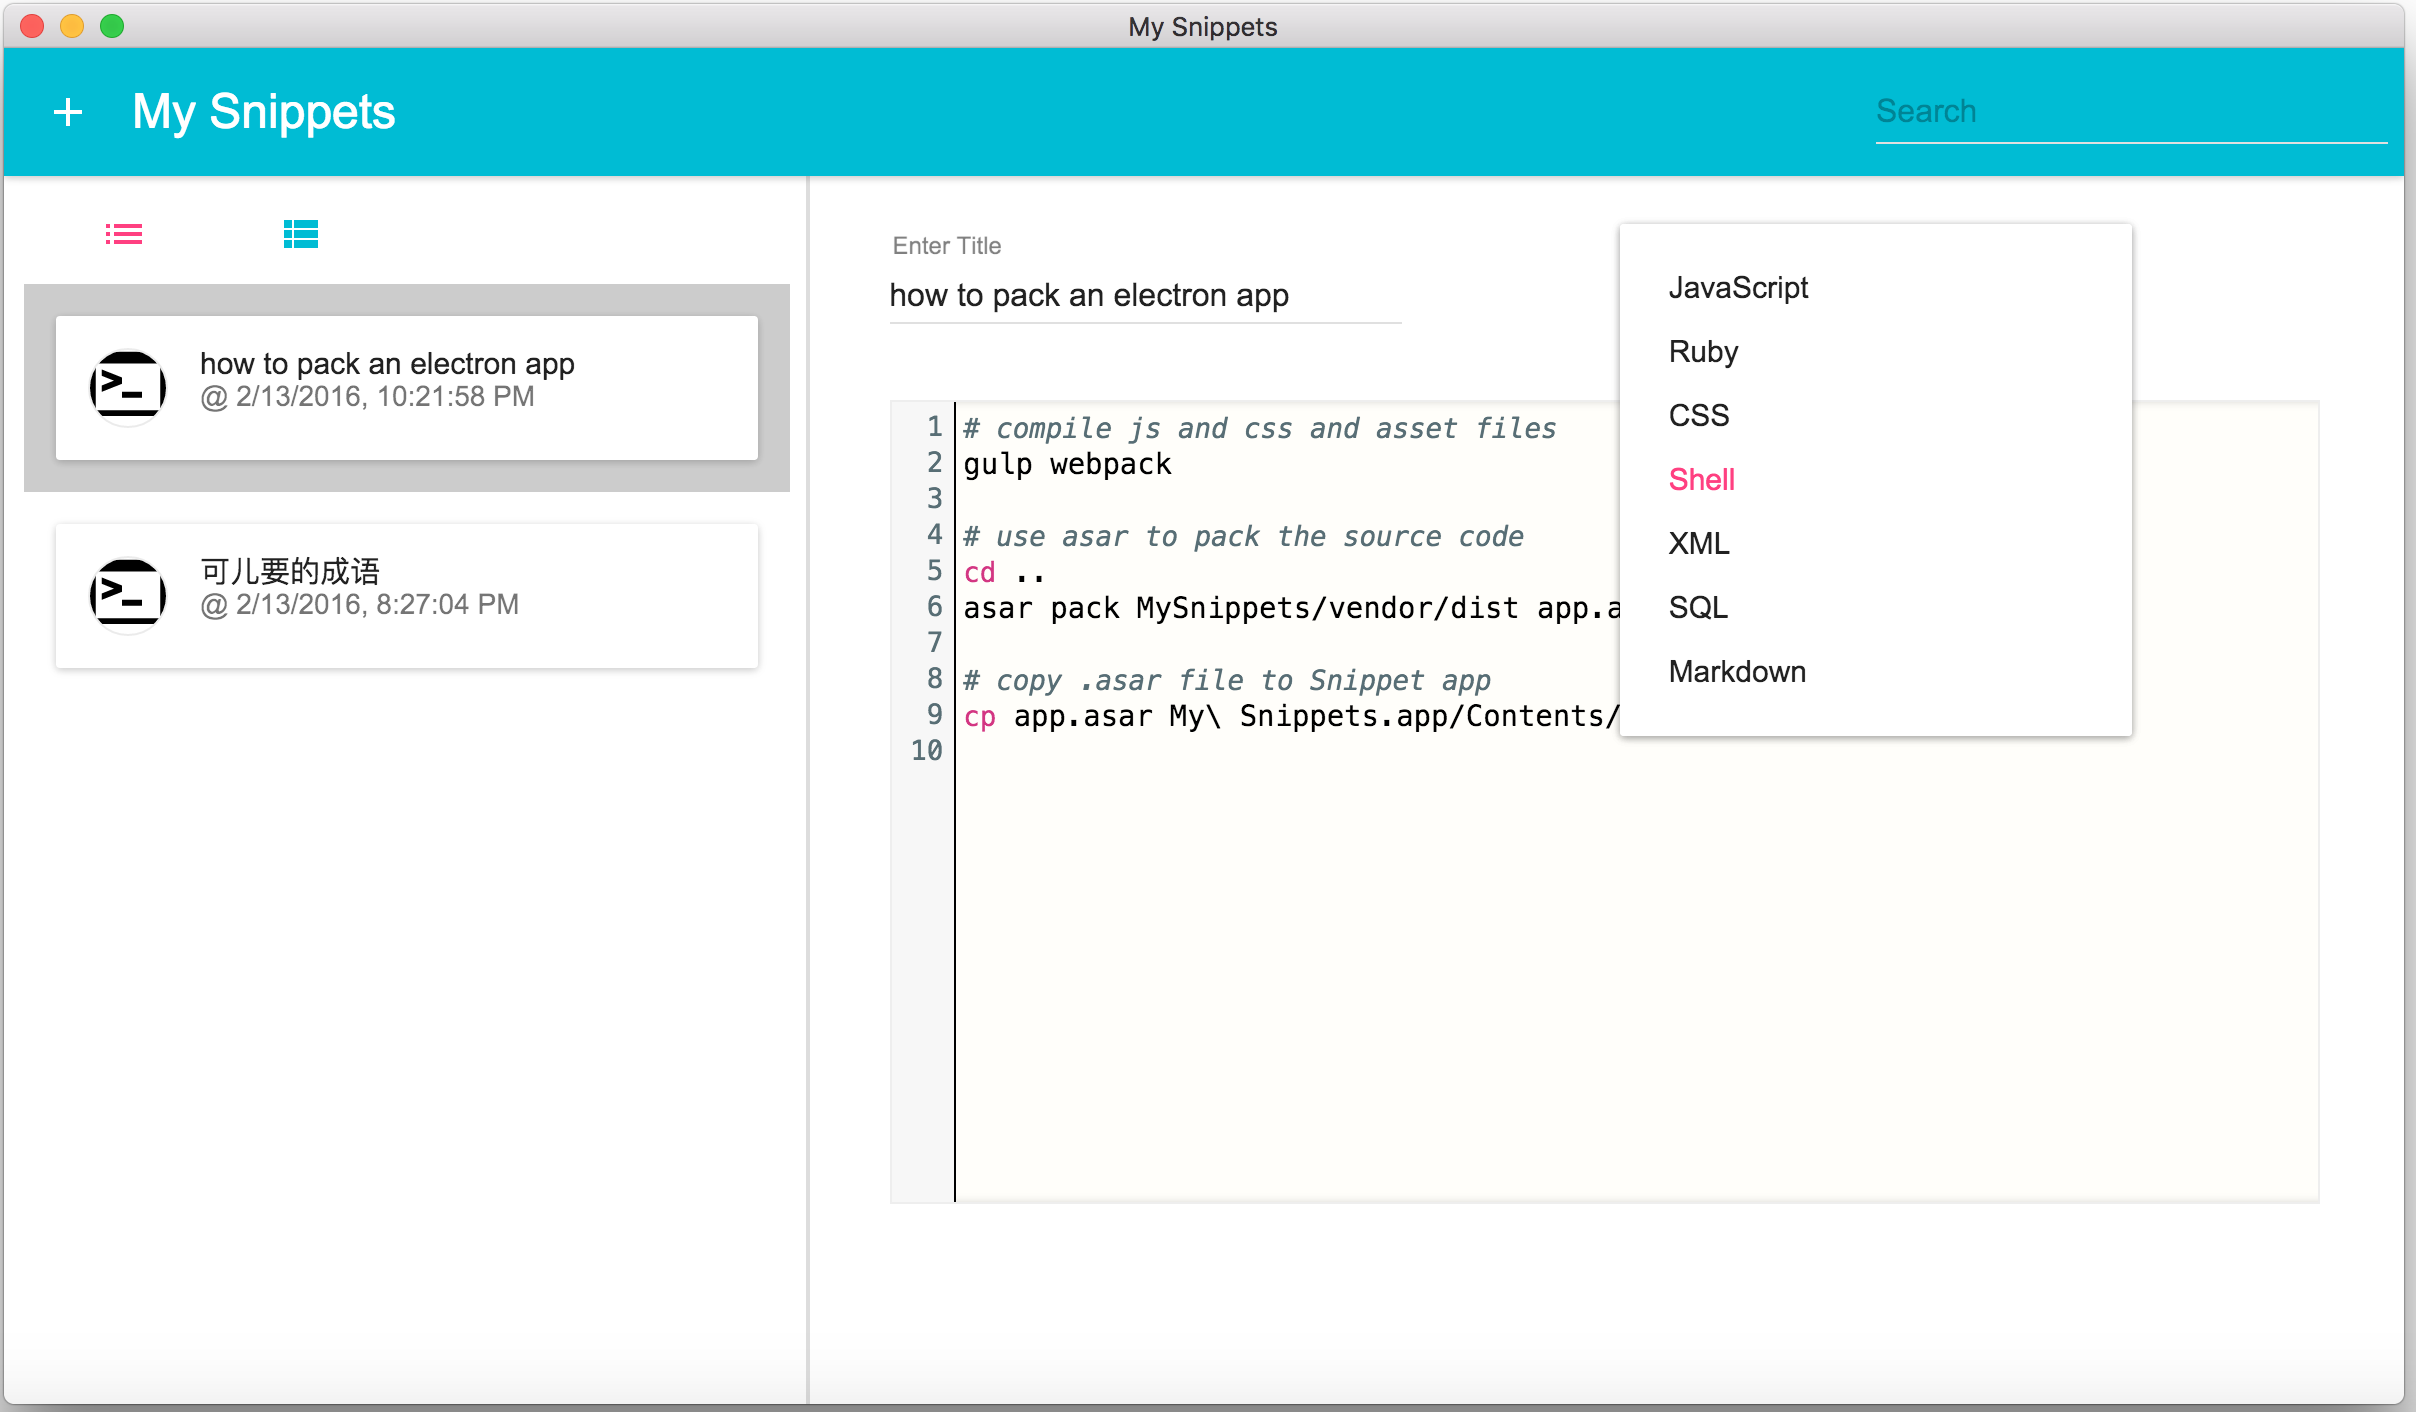 My Snippets
+ My Snippets
Search
how to pack an electron app
@ 2/13/2016, 10:21:58 PM
可儿要的成语
@ 2/13/2016, 8:27:04 PM
Enter Title
how to pack an electron app
1 # compile js and css and asset files
2 gulp webpack
3
4 # use asar to pack the source code
5 cd ..
6 asar pack MySnippets/vendor/dist app.a
7
8 # copy .asar file to Snippet app
9 cp app.asar My\ Snippets.app/Contents/
10
JavaScript
Ruby
CSS
Shell
XML
SQL
Markdown